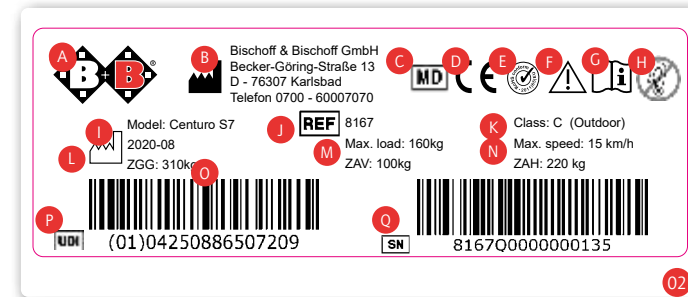 A
B+B®
B
Bischoff & Bischoff GmbH
Becker-Göring-Straße 13
D - 76307 Karlsbad
Telefon 0700 - 60007070
C
D
E
F
G
H
MD
CE
I
Model: Centuro S7
J
REF
8167
K
Class: C (Outdoor)
L
2020-08
M
Max. load: 160kg
N
Max. speed: 15 km/h
ZGG: 310kg
ZAV: 100kg
ZAH: 220 kg
O
P
UDI
(01)04250886507209
Q
SN
8167Q0000000135
02